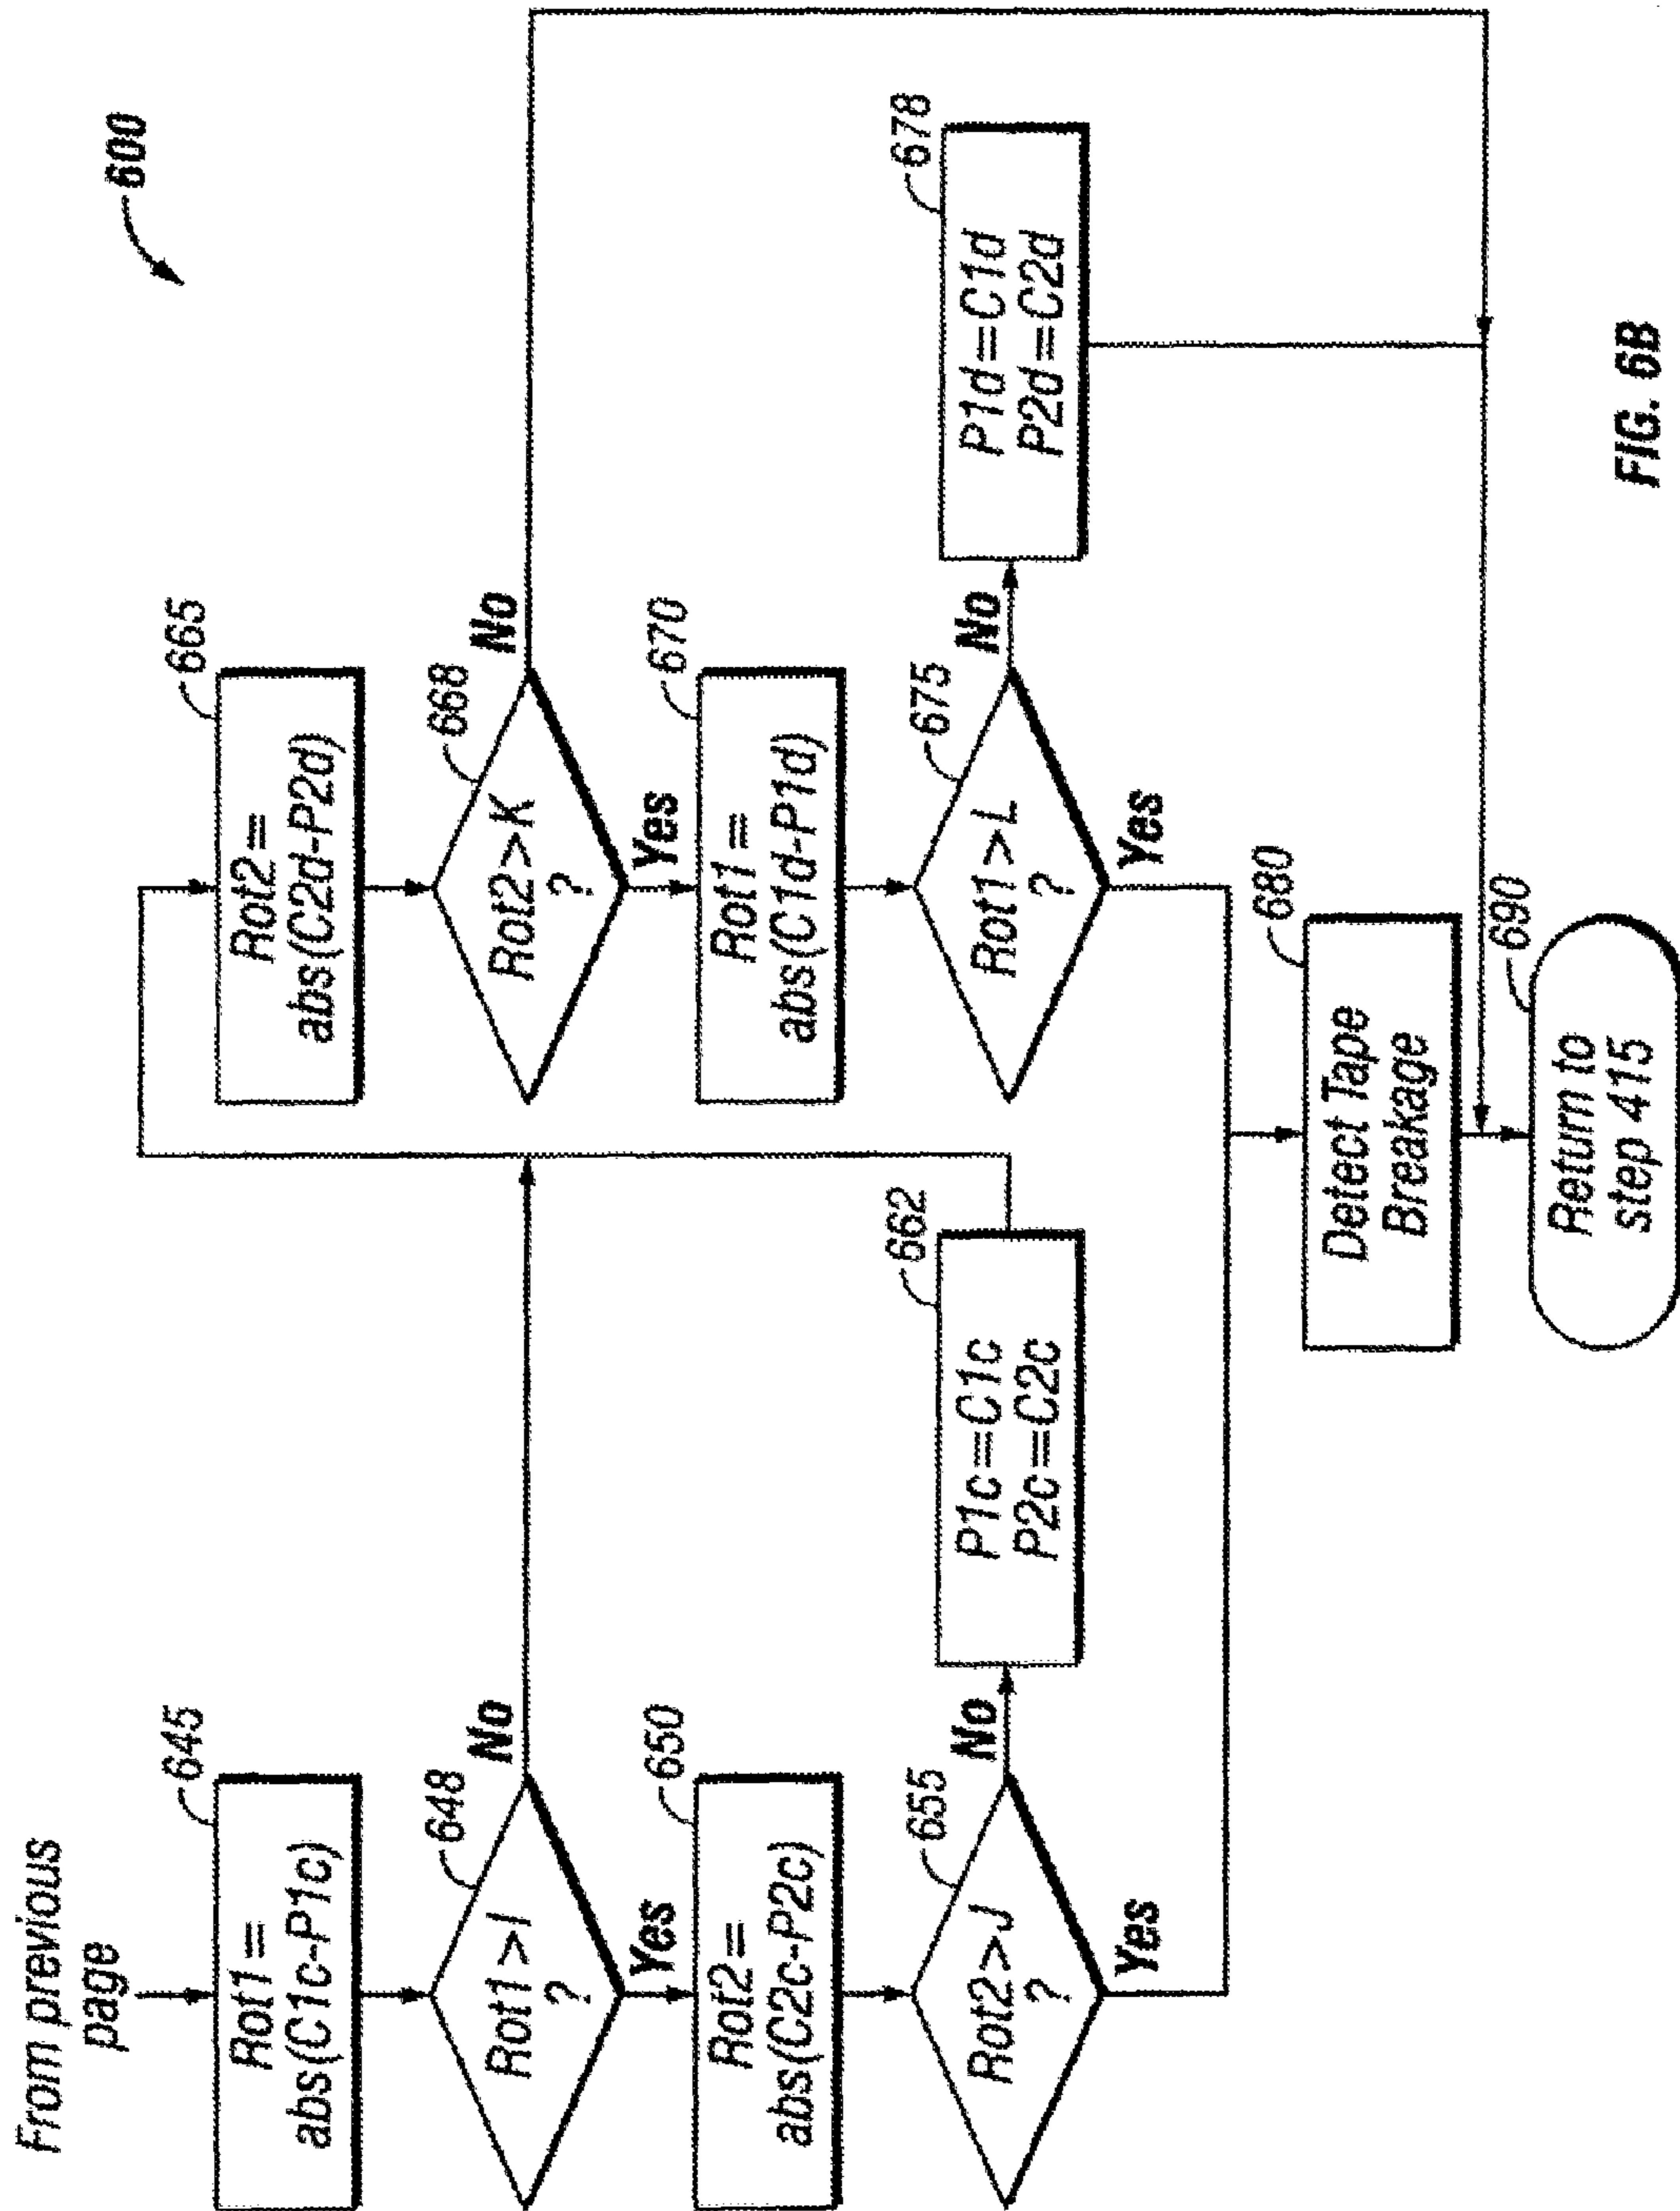 600
From previous
page
645
Rot1=
abs(C1c-P1c)
648
Rot1>I
?
No
Yes
650
Rot2=
abs(C2c-P2c)
655
Rot2>J
?
No
Yes
662
P1c=C1c
P2c=C2c
665
Rot2=
abs(C2d-P2d)
668
Rot2>K
?
No
Yes
670
Rot1=
abs(C1d-P1d)
675
Rot1>L
?
No
Yes
678
P1d=C1d
P2d=C2d
680
Detect Tape
Breakage
690
Return to
step 415
FIG. 6B